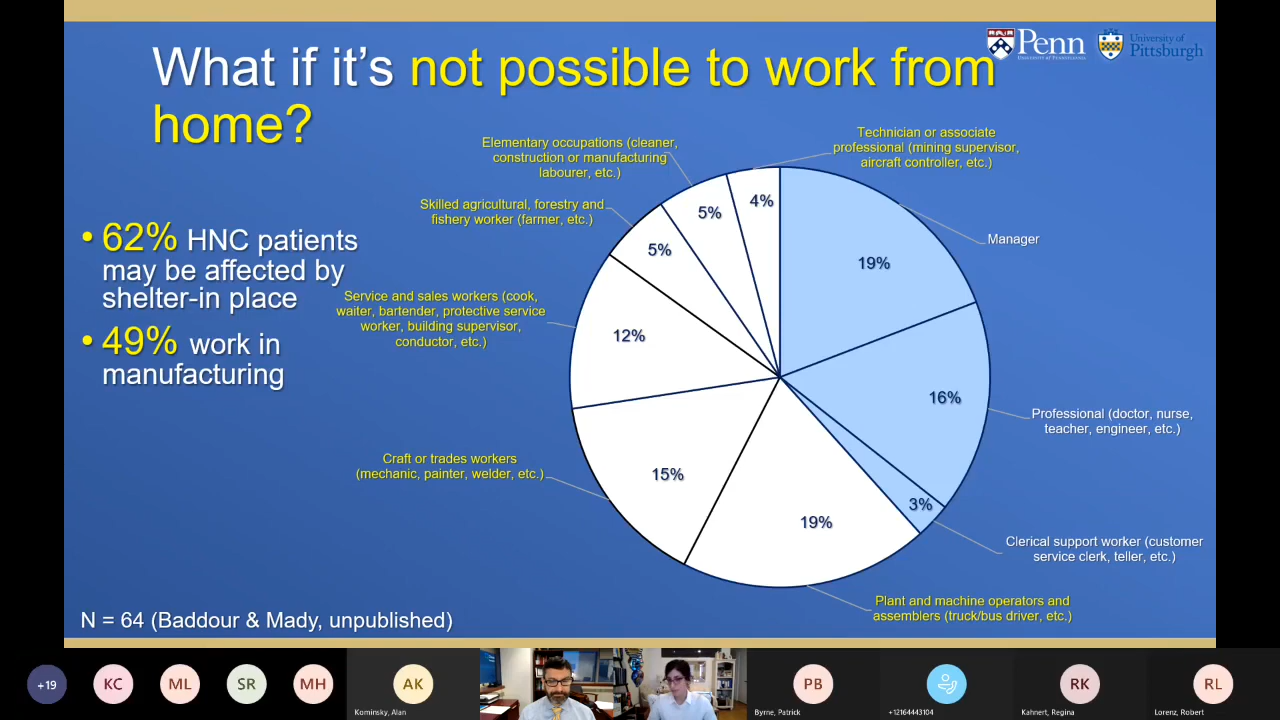 What if it's not possible to work from
home?
Penn
UNIVERSITY of PENNSYLVANIA
University of
Pittsburgh
• 62% HNC patients
may be affected by
shelter-in place
• 49% work in
manufacturing
Elementary occupations (cleaner,
construction or manufacturing
labourer, etc.)
Technician or associate
professional (mining supervisor,
aircraft controller, etc.)
Skilled agricultural, forestry and
fishery worker (farmer, etc.)
Manager
Service and sales workers (cook,
waiter, bartender, protective service
worker, building supervisor,
conductor, etc.)
Professional (doctor, nurse,
teacher, engineer, etc.)
Craft or trades workers
(mechanic, painter, welder, etc.)
Clerical support worker (customer
service clerk, teller, etc.)
Plant and machine operators and
assemblers (truck/bus driver, etc.)
4%
5%
5%
19%
12%
16%
15%
3%
19%
N = 64 (Baddour & Mady, unpublished)
+19
KC
ML
SR
MH
AK
Kominsky, Alan
PB
Byrne, Patrick
+12164443104
RK
Kahnert, Regina
RL
Lorenz, Robert